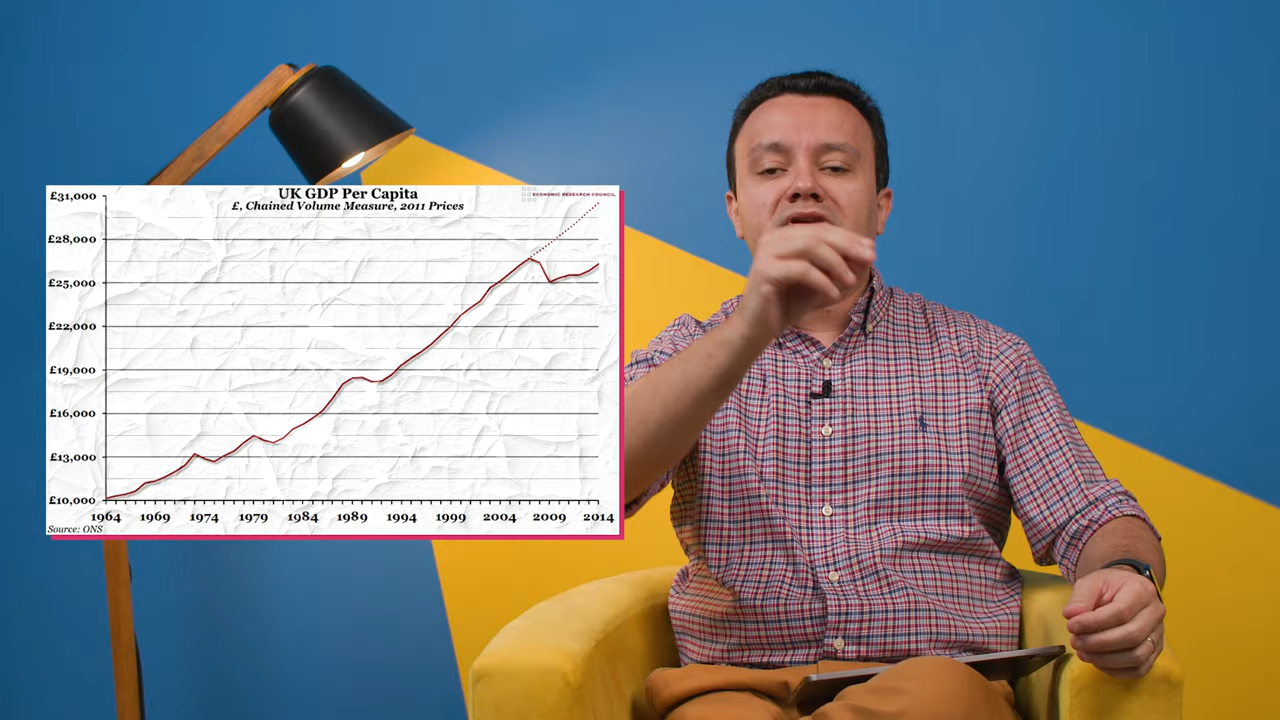 UK GDP Per Capita
£, Chained Volume Measure, 2011 Prices
ECONOMIC RESEARCH COUNCIL
£31,000
£28,000
£25,000
£22,000
£19,000
£16,000
£13,000
£10,000
1964 1969 1974 1979 1984 1989 1994 1999 2004 2009 2014
Source: ONS